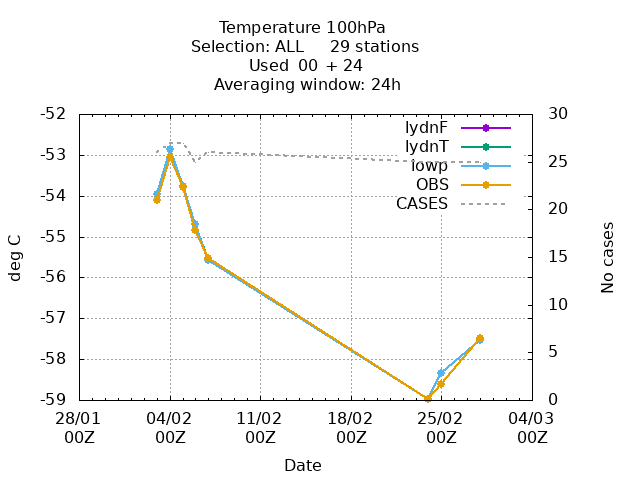 Temperature 100hPa
Selection: ALL     29 stations
Used  00 + 24
Averaging window: 24h
-52
-53
-54
-55
-56
-57
-58
-59
30
25
20
15
10
5
0
deg C
No cases
lydnF
lydnT
iowp
OBS
CASES
28/01 04/02 11/02 18/02 25/02 04/03
00Z 00Z 00Z 00Z 00Z 00Z
Date